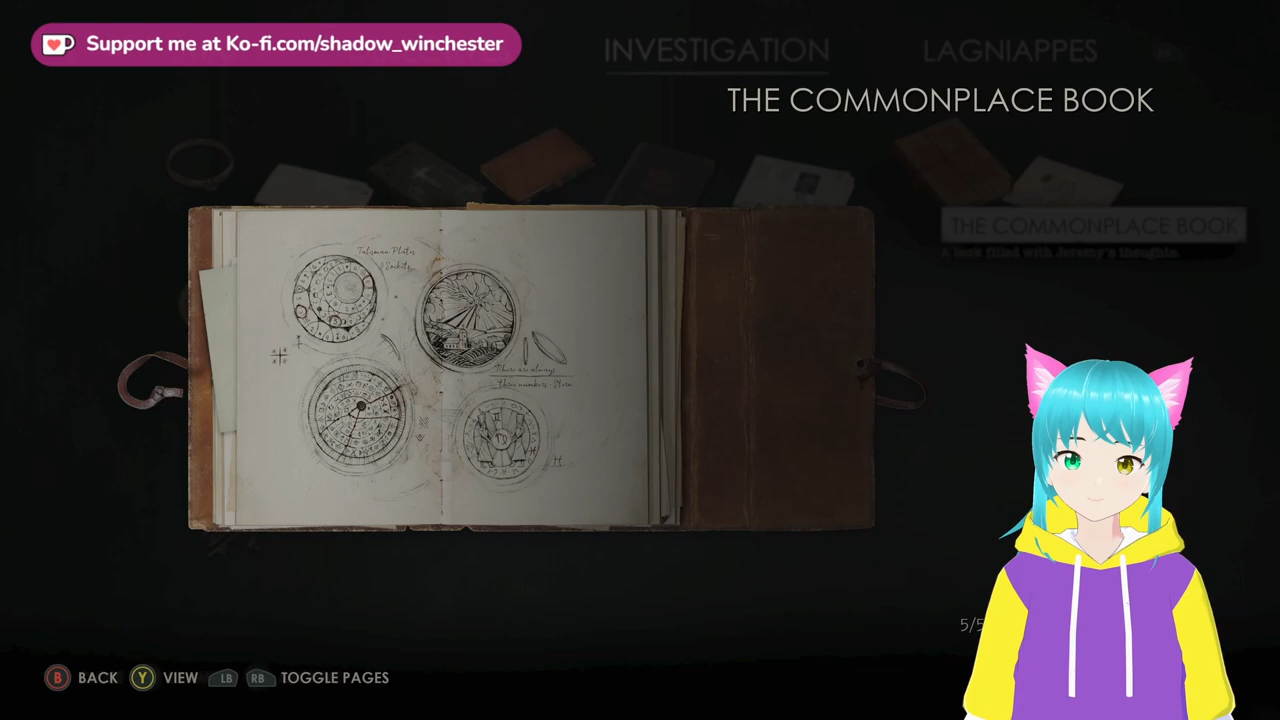 Support me at Ko-fi.com/shadow_winchester
INVESTIGATION
LAGNIAPPES
THE COMMONPLACE BOOK
THE COMMONPLACE BOOK
A book filled with Jeremy's thoughts.
Talisman Plates
& Sockets
There are always
three numbers -
5/5
B BACK
Y VIEW
LB RB TOGGLE PAGES